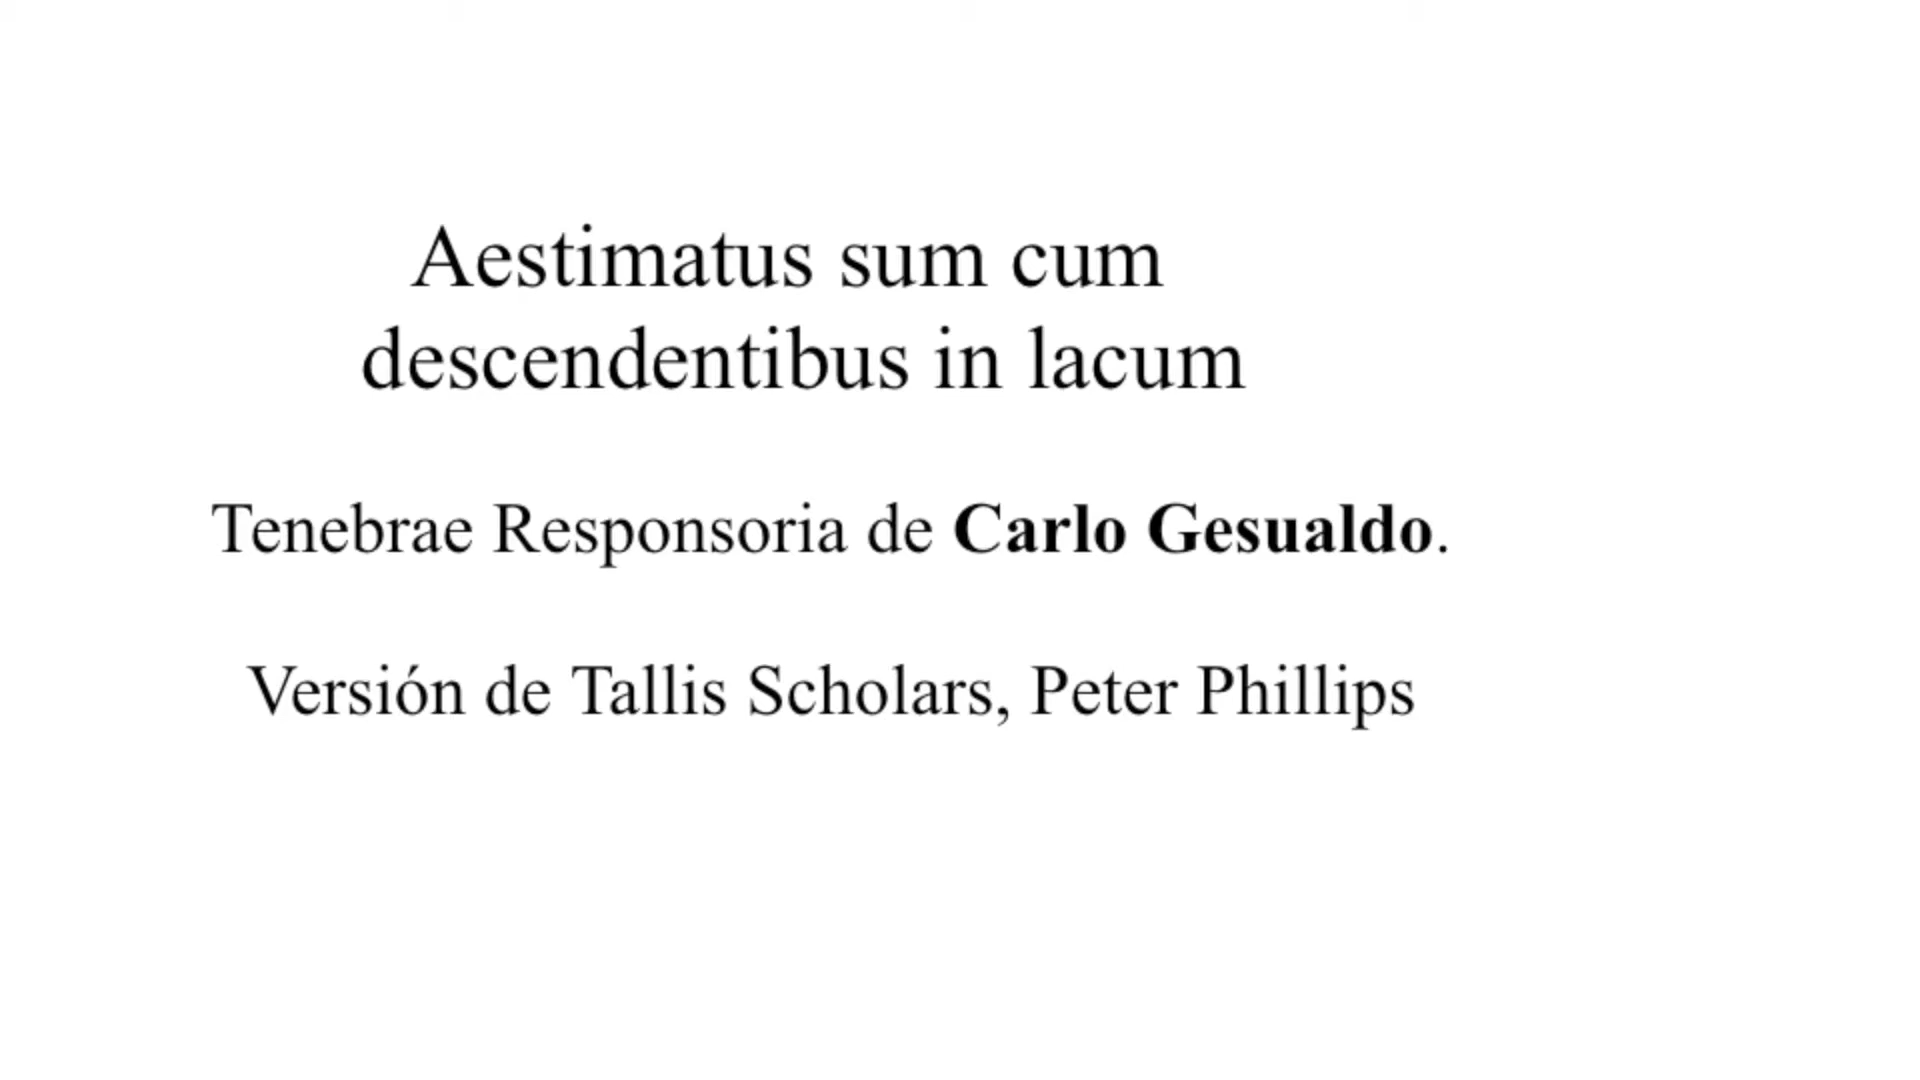 Aestimatus sum cum
descendentibus in lacum
Tenebrae Responsoria de Carlo Gesualdo.
Versión de Tallis Scholars, Peter Phillips